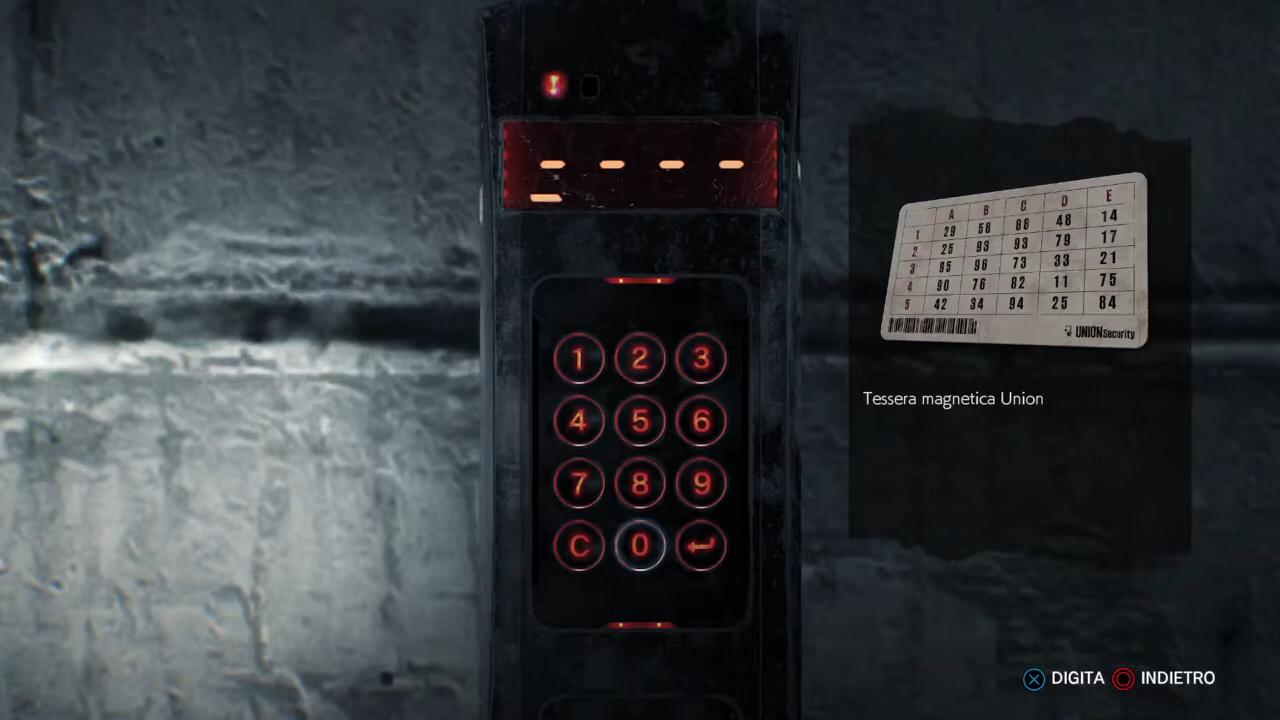 1 2 3
4 5 6
7 8 9
C 0
A B C D E
1 29 58 86 48 14
2 25 93 93 79 17
3 95 96 73 33 21
4 90 76 82 11 75
5 42 34 94 25 84
UNIONSecurity
Tessera magnetica Union
DIGITA INDIETRO